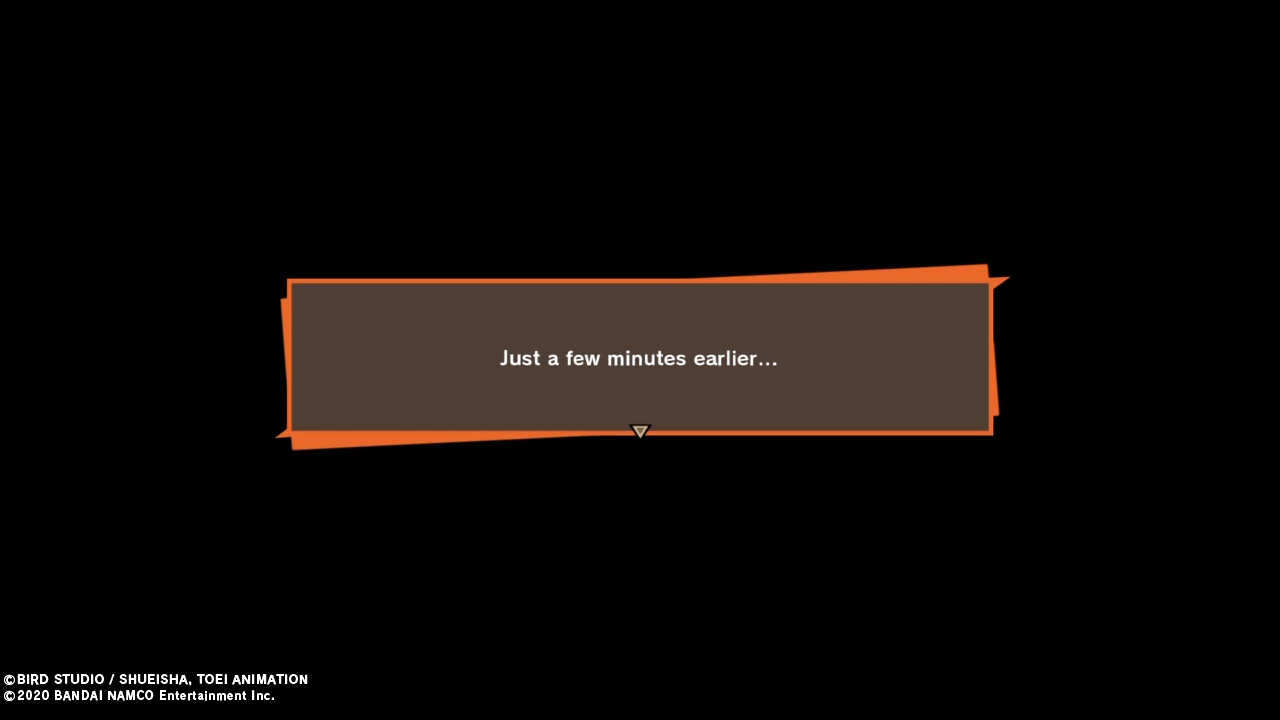 Just a few minutes earlier...
©BIRD STUDIO / SHUEISHA, TOEI ANIMATION
©2020 BANDAI NAMCO Entertainment Inc.